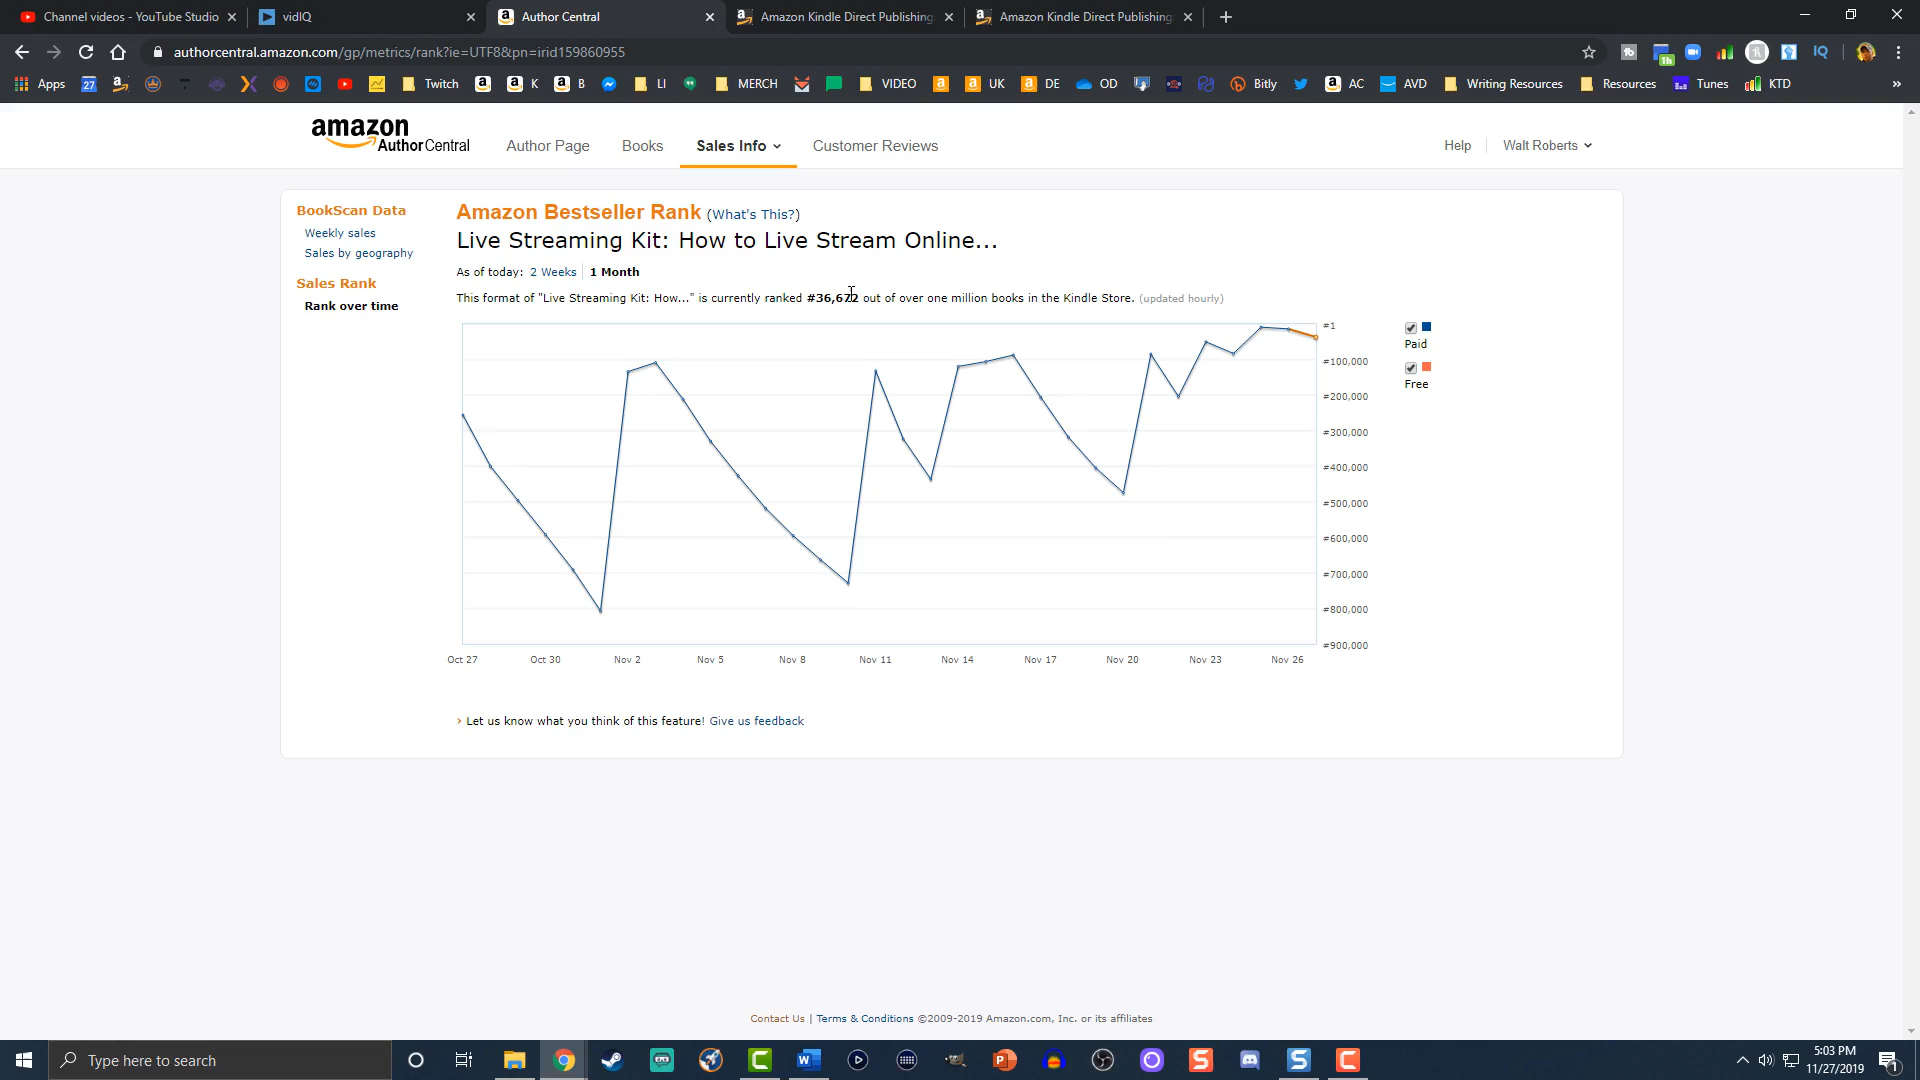 Channel videos - YouTube Studio
vidIQ
Author Central
Amazon Kindle Direct Publishing
Amazon Kindle Direct Publishing
authorcentral.amazon.com/gp/metrics/rank?ie=UTF8&pn=irid159860955
Apps Twitch K B LI MERCH VIDEO UK DE OD Bitly AC AVD Writing Resources Resources Tunes KTD »
amazon
AuthorCentral
Author Page Books Sales Info Customer Reviews Help Walt Roberts
BookScan Data
Weekly sales
Sales by geography
Sales Rank
Rank over time
Amazon Bestseller Rank (What's This?)
Live Streaming Kit: How to Live Stream Online...
As of today: 2 Weeks 1 Month
This format of "Live Streaming Kit: How..." is currently ranked #36,672 out of over one million books in the Kindle Store. (updated hourly)
#1
#100,000
#200,000
#300,000
#400,000
#500,000
#600,000
#700,000
#800,000
#900,000
Paid
Free
Oct 27 Oct 30 Nov 2 Nov 5 Nov 8 Nov 11 Nov 14 Nov 17 Nov 20 Nov 23 Nov 26
› Let us know what you think of this feature! Give us feedback
Contact Us | Terms & Conditions ©2009-2019 Amazon.com, Inc. or its affiliates
Type here to search
5:03 PM
11/27/2019